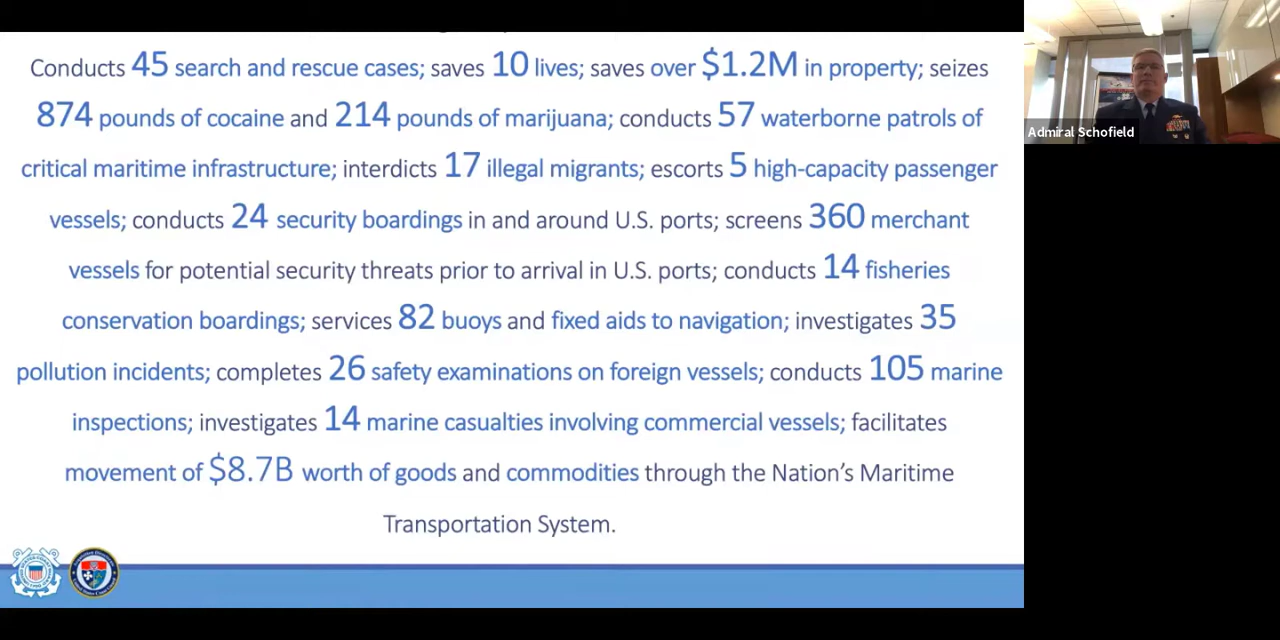 Conducts 45 search and rescue cases; saves 10 lives; saves over $1.2M in property; seizes
874 pounds of cocaine and 214 pounds of marijuana; conducts 57 waterborne patrols of
critical maritime infrastructure; interdicts 17 illegal migrants; escorts 5 high-capacity passenger
vessels; conducts 24 security boardings in and around U.S. ports; screens 360 merchant
vessels for potential security threats prior to arrival in U.S. ports; conducts 14 fisheries
conservation boardings; services 82 buoys and fixed aids to navigation; investigates 35
pollution incidents; completes 26 safety examinations on foreign vessels; conducts 105 marine
inspections; investigates 14 marine casualties involving commercial vessels; facilitates
movement of $8.7B worth of goods and commodities through the Nation's Maritime
Transportation System.
Admiral Schofield